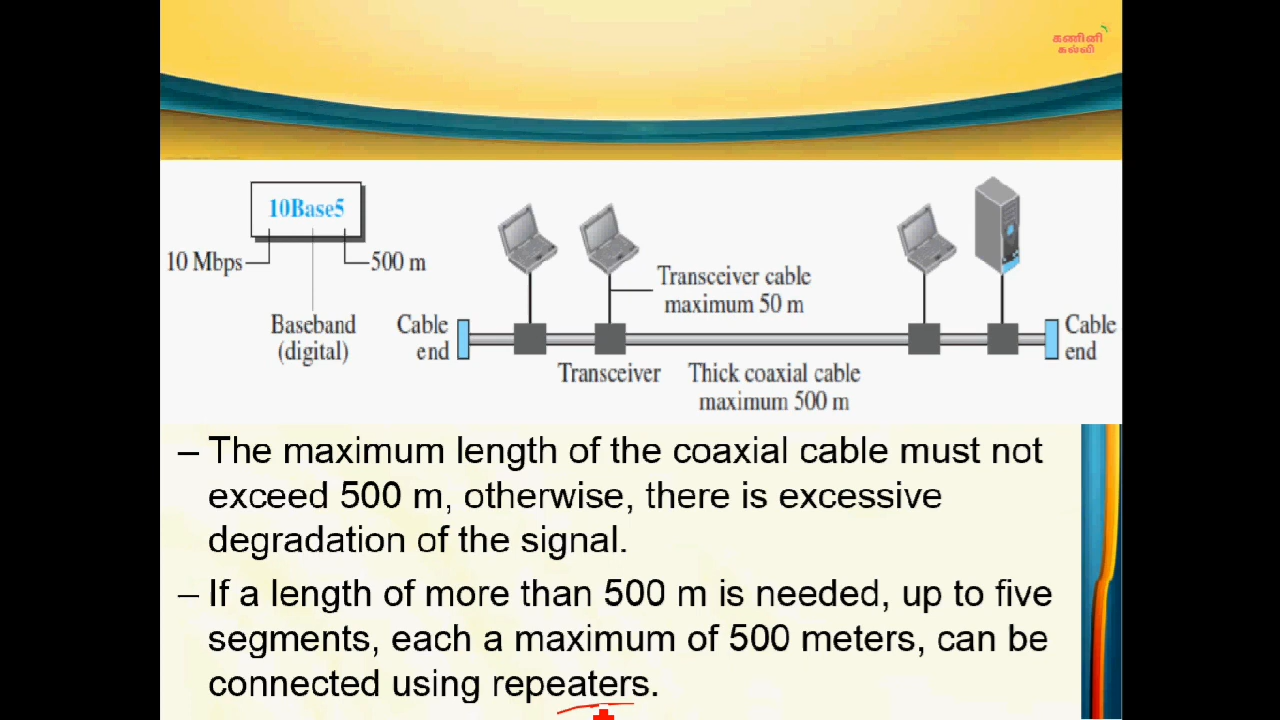 கணினி
கல்வி
10Base5
10 Mbps
500 m
Baseband
(digital)
Cable
end
Transceiver cable
maximum 50 m
Transceiver
Thick coaxial cable
maximum 500 m
Cable
end
– The maximum length of the coaxial cable must not
exceed 500 m, otherwise, there is excessive
degradation of the signal.
– If a length of more than 500 m is needed, up to five
segments, each a maximum of 500 meters, can be
connected using repeaters.